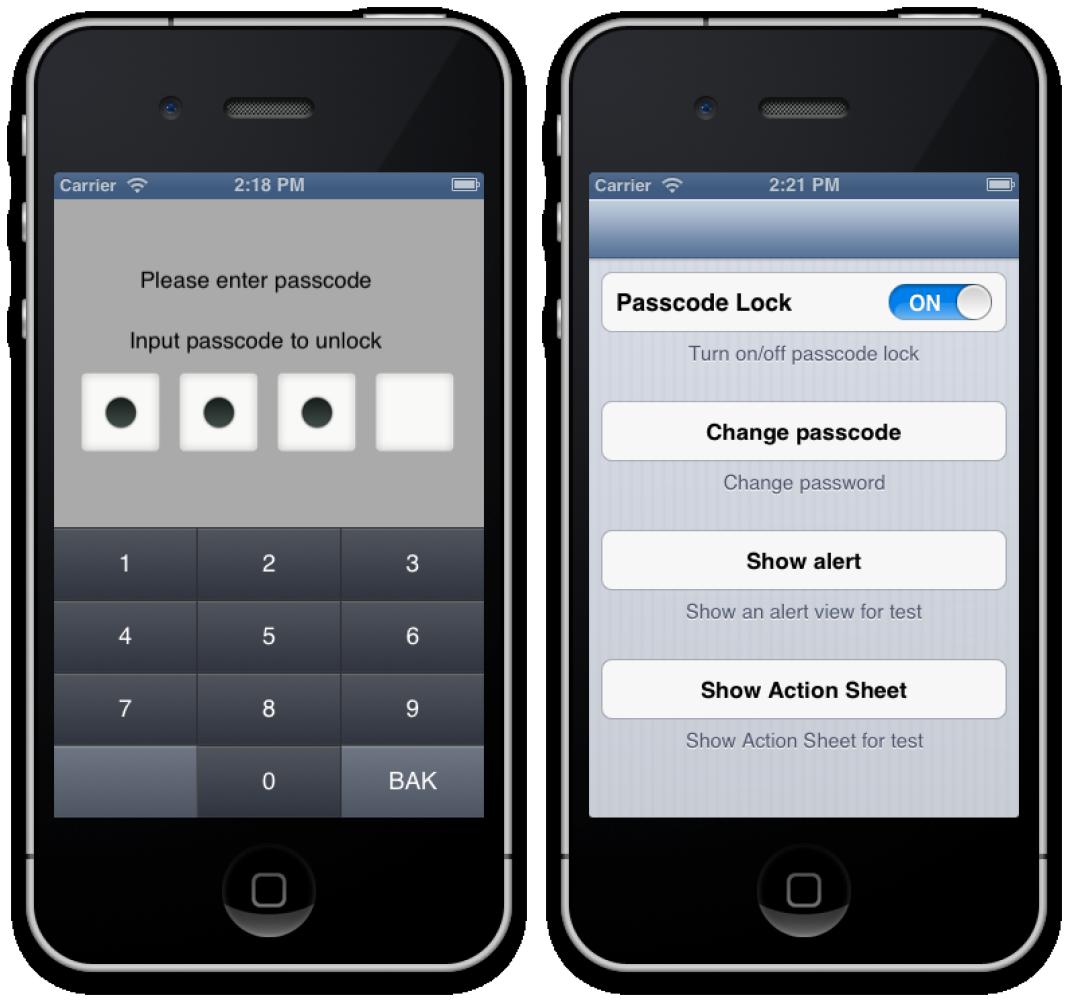 Carrier 2:18 PM
Please enter passcode
Input passcode to unlock
1 2 3
4 5 6
7 8 9
0 BAK
Carrier 2:21 PM
Passcode Lock ON
Turn on/off passcode lock
Change passcode
Change password
Show alert
Show an alert view for test
Show Action Sheet
Show Action Sheet for test